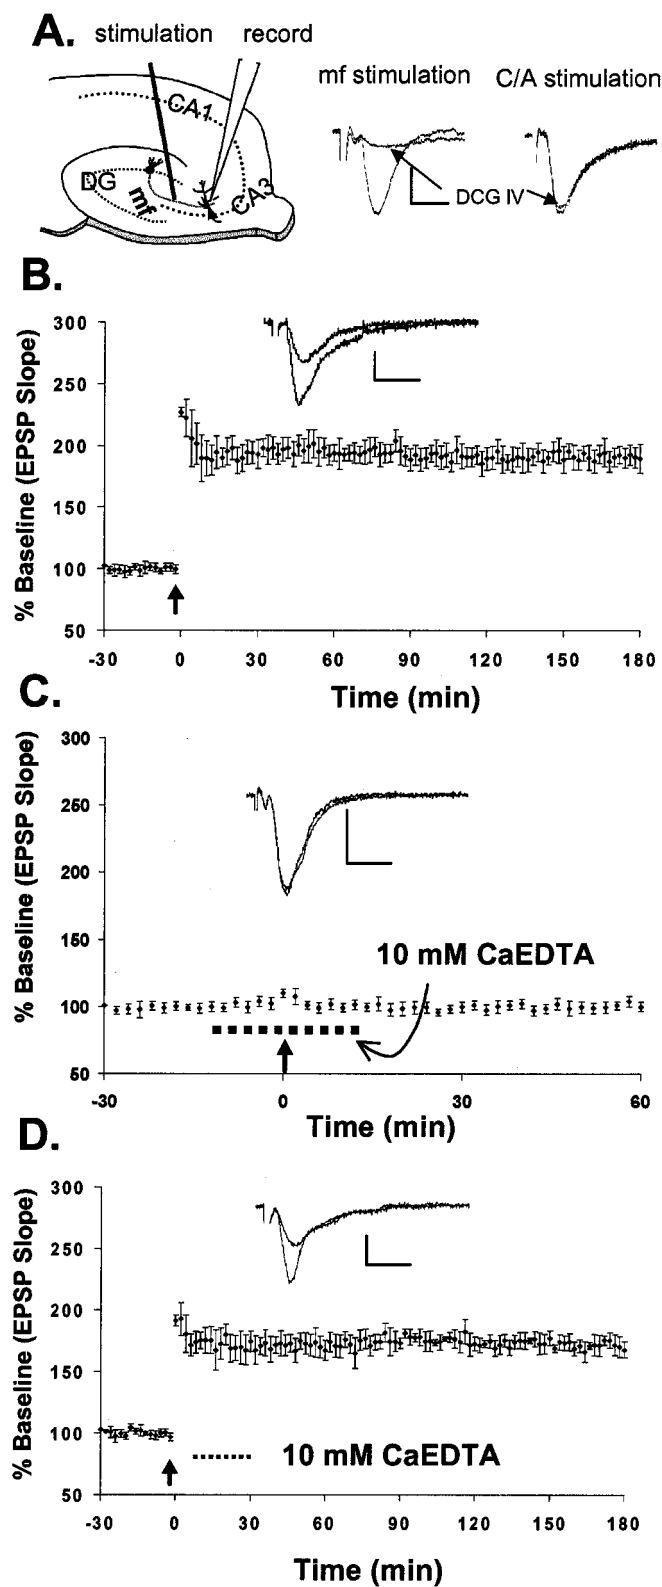 A.
stimulation record
mf stimulation C/A stimulation
CA1
DG
mf
CA3
DCG IV
B.
% Baseline (EPSP Slope)
300
250
200
150
100
50
-30 0 30 60 90 120 150 180
Time (min)
C.
% Baseline (EPSP Slope)
300
250
200
150
100
50
10 mM CaEDTA
-30 0 30 60
Time (min)
D.
% Baseline (EPSP Slope)
300
250
200
150
100
50
10 mM CaEDTA
-30 0 30 60 90 120 150 180
Time (min)